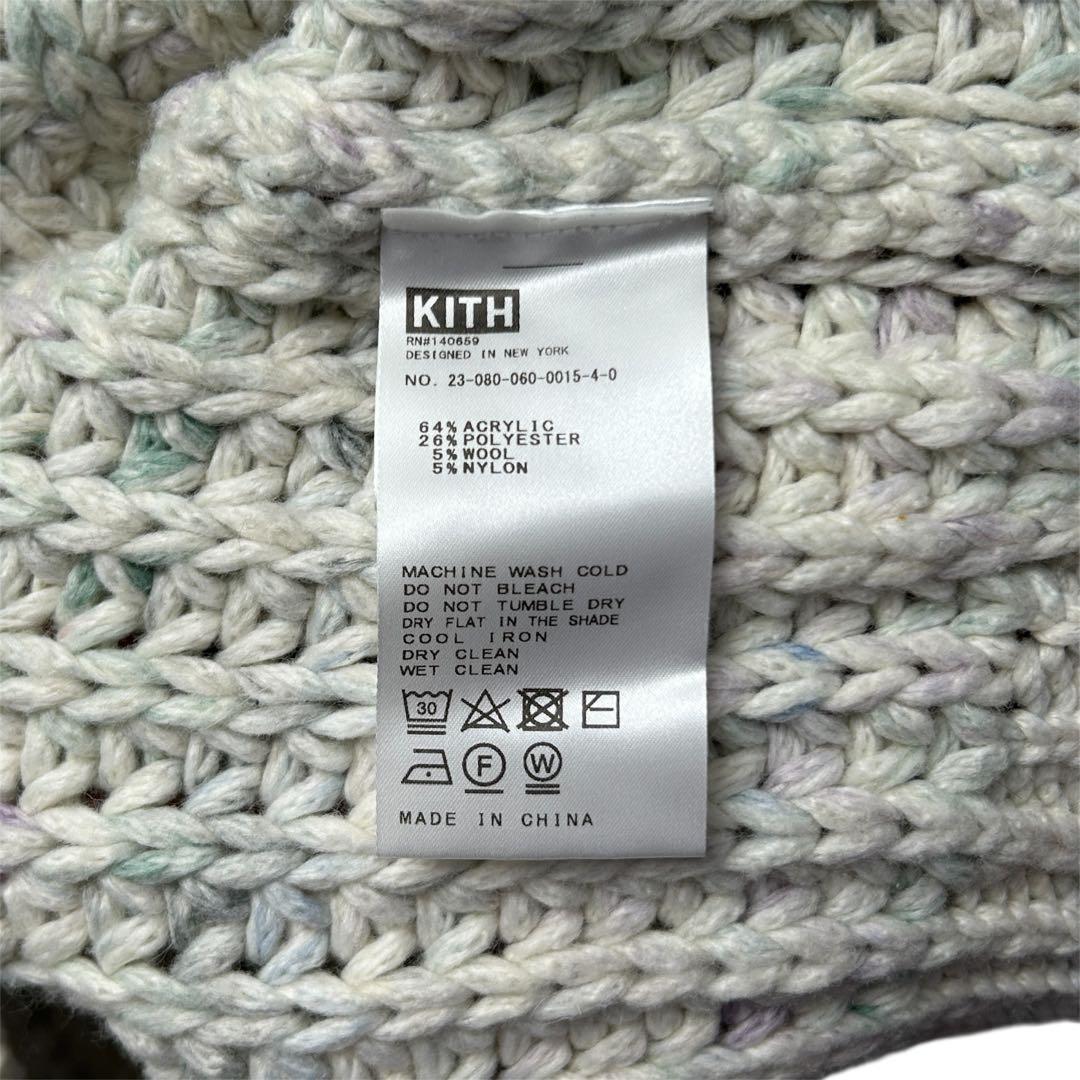 KITH
RN#140659
DESIGNED IN NEW YORK
NO. 23-080-060-0015-4-0
64% ACRYLIC
26% POLYESTER
5% WOOL
5% NYLON
MACHINE WASH COLD
DO NOT BLEACH
DO NOT TUMBLE DRY
DRY FLAT IN THE SHADE
COOL IRON
DRY CLEAN
WET CLEAN
30
F W
MADE IN CHINA